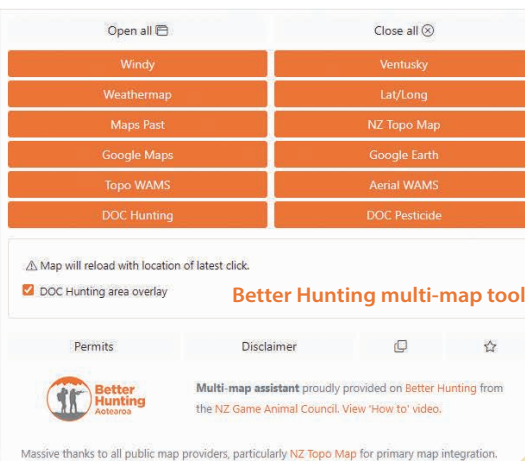 Open all Close all
Windy Ventusky
Weathermap Lat/Long
Maps Past NZ Topo Map
Google Maps Google Earth
Topo WAMS Aerial WAMS
DOC Hunting DOC Pesticide
Map will reload with location of latest click.
DOC Hunting area overlay
Better Hunting multi-map tool
Permits Disclaimer
Better
Hunting
Aotearoa
Multi-map assistant proudly provided on Better Hunting from
the NZ Game Animal Council. View 'How to' video.
Massive thanks to all public map providers, particularly NZ Topo Map for primary map integration.